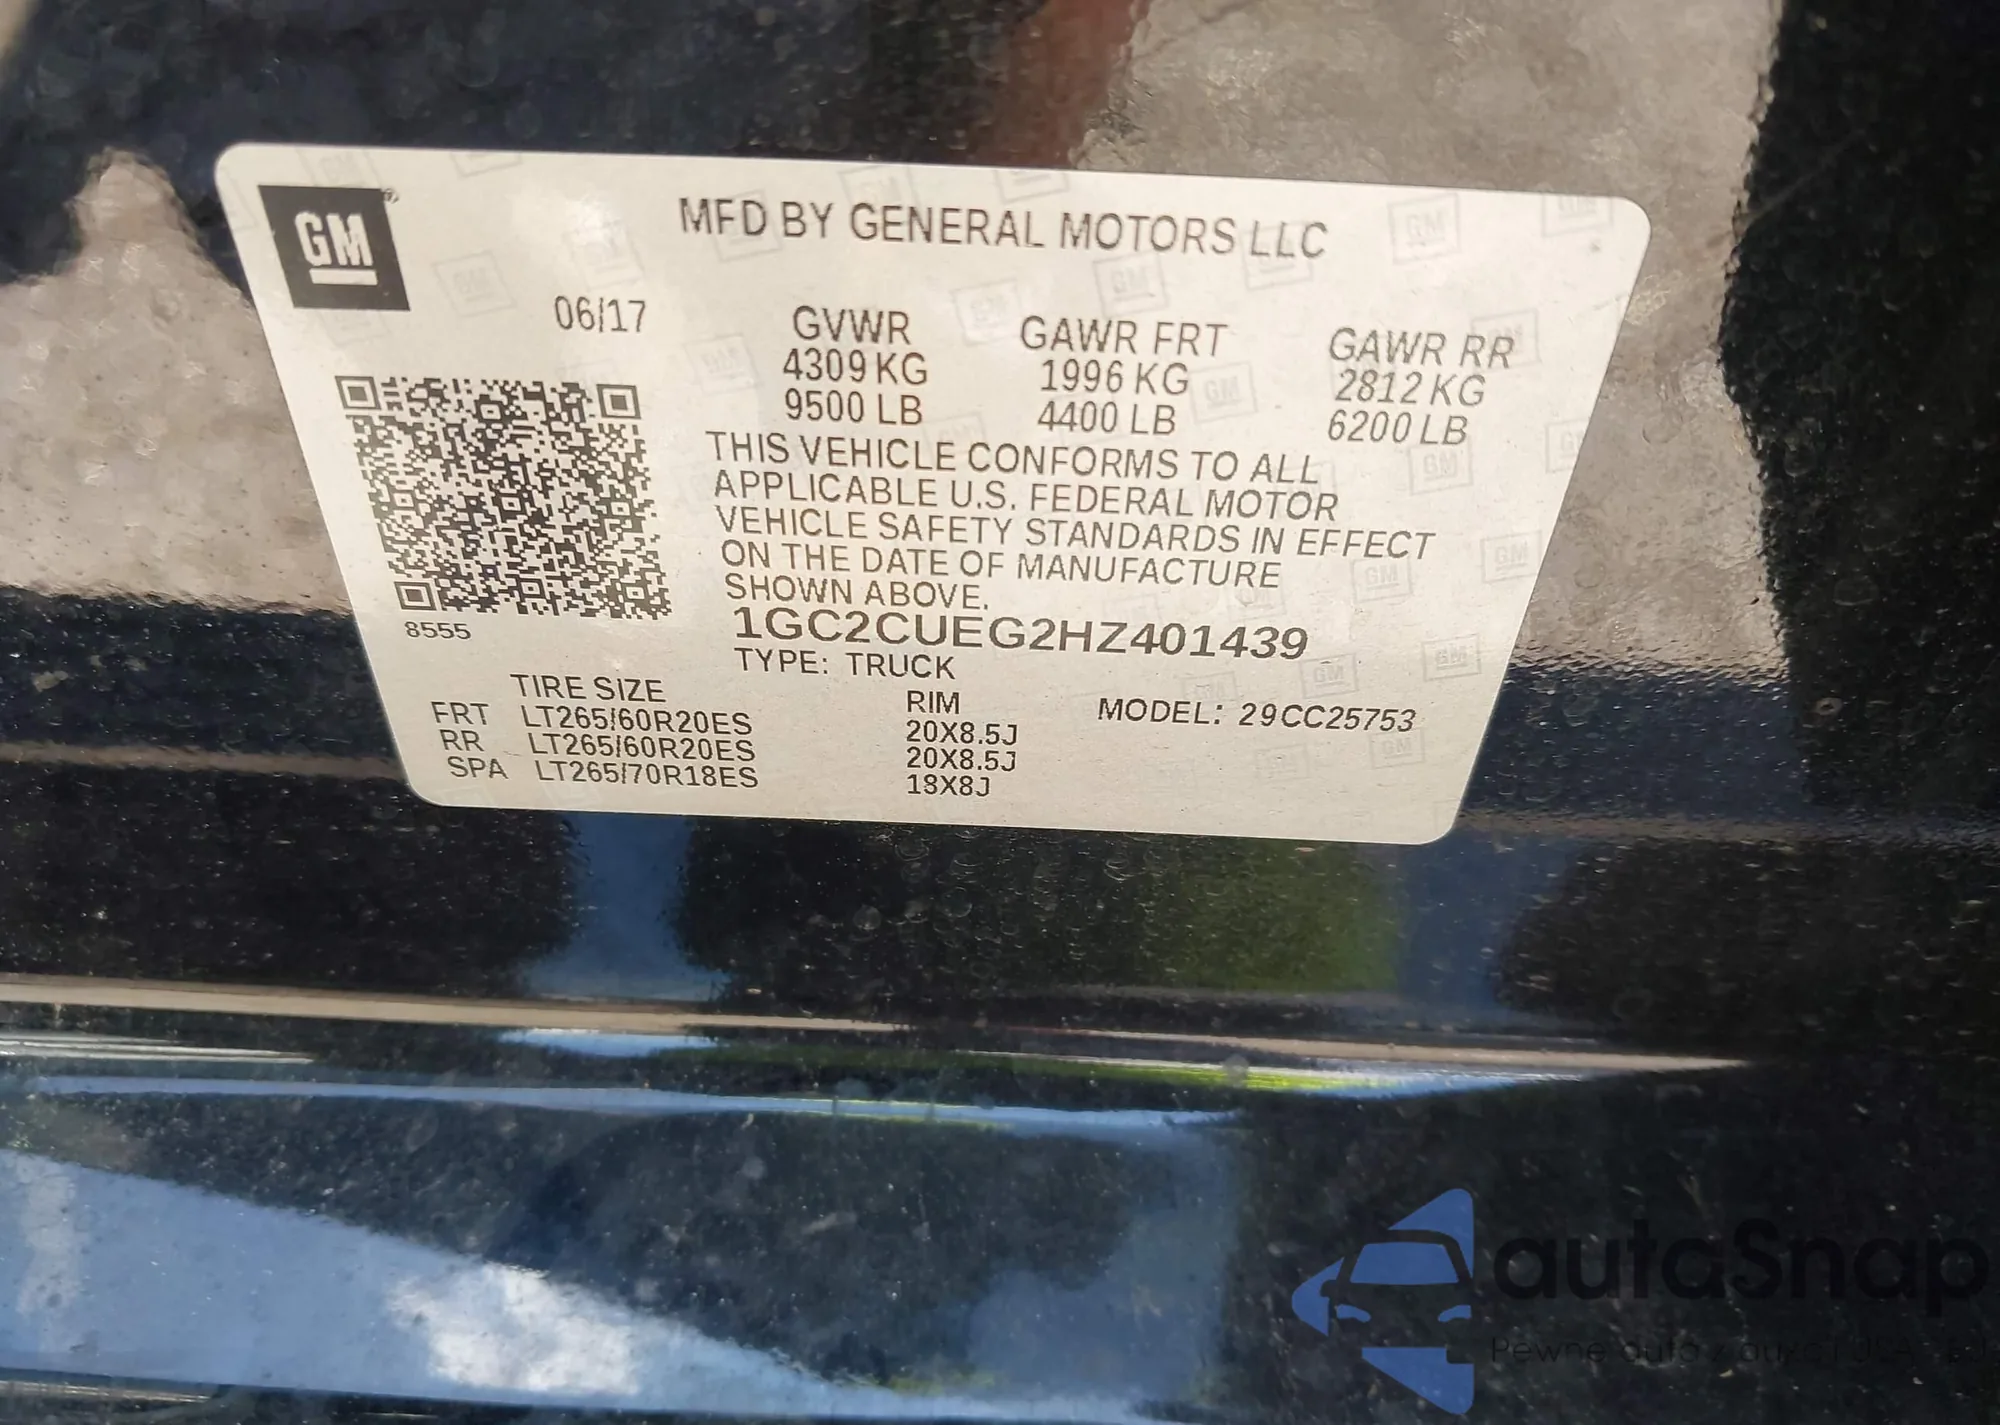 GM
MFD BY GENERAL MOTORS LLC
06/17
GVWR GAWR FRT GAWR RR
4309 KG 1996 KG 2812 KG
9500 LB 4400 LB 6200 LB
THIS VEHICLE CONFORMS TO ALL
APPLICABLE U.S. FEDERAL MOTOR
VEHICLE SAFETY STANDARDS IN EFFECT
ON THE DATE OF MANUFACTURE
SHOWN ABOVE.
8555
1GC2CUEG2HZ401439
TYPE: TRUCK
TIRE SIZE RIM MODEL: 29CC25753
FRT LT265/60R20ES 20X8.5J
RR LT265/60R20ES 20X8.5J
SPA LT265/70R18ES 18X8J
autaSnap
Pewne auto z